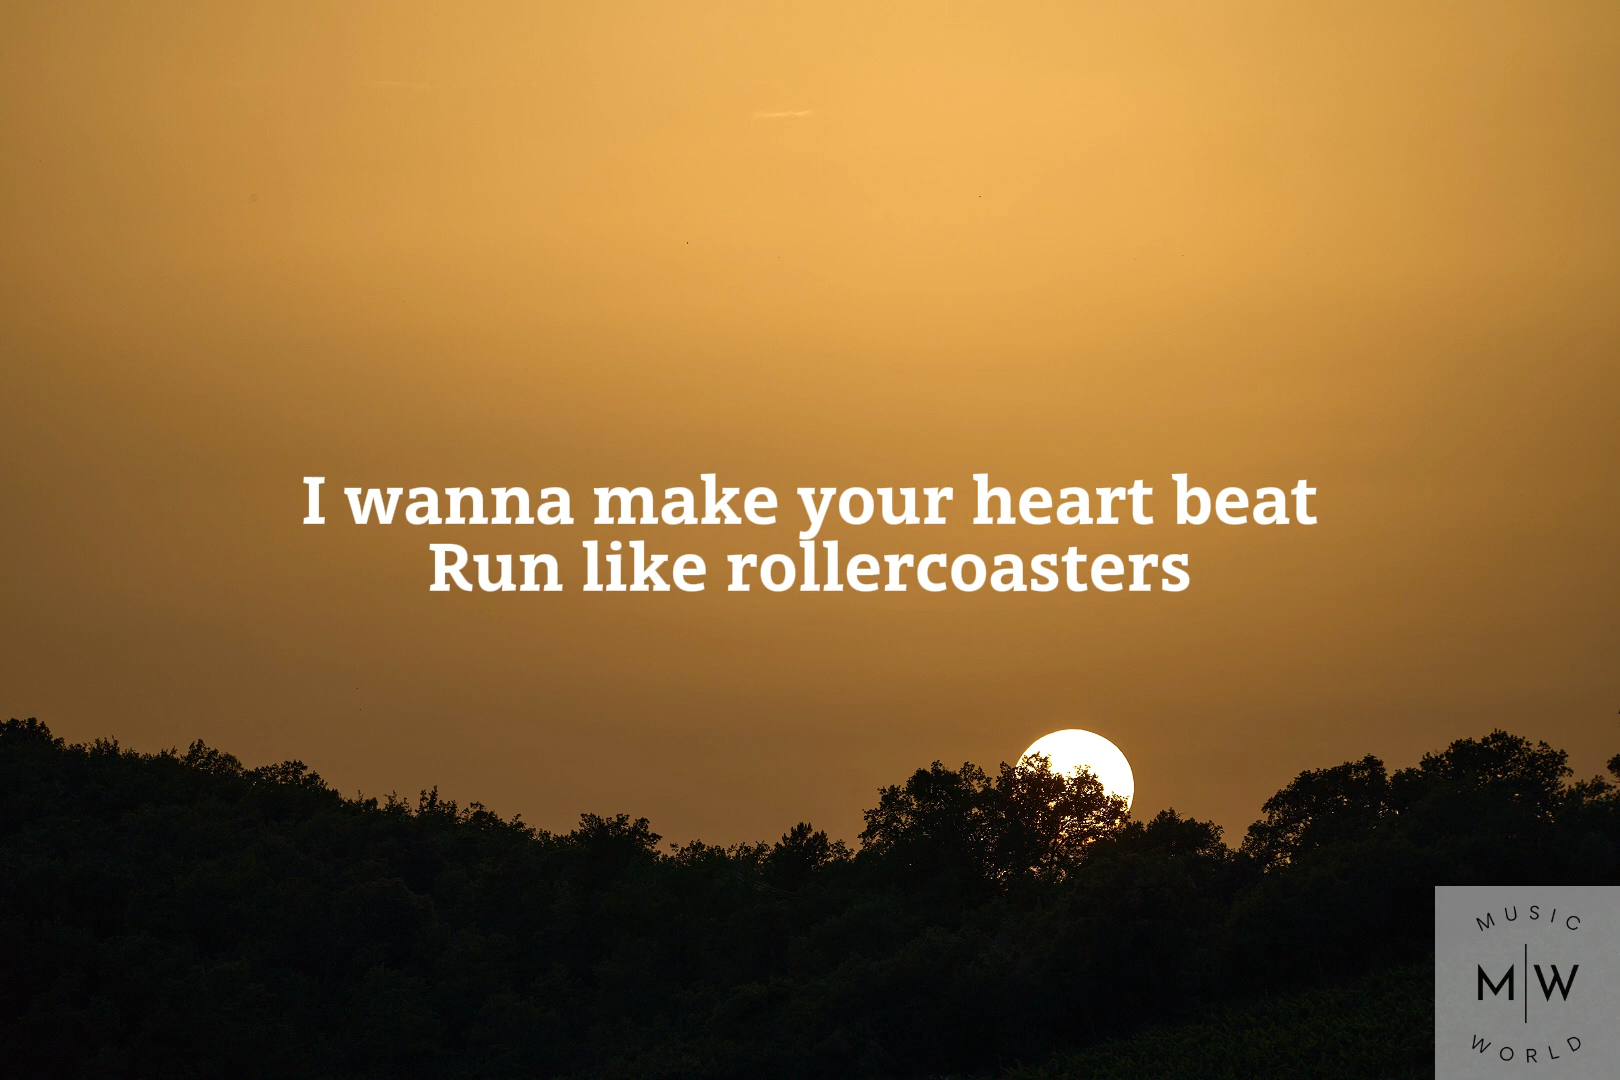 I wanna make your heart beat
Run like rollercoasters
MUSIC
M|W
WORLD